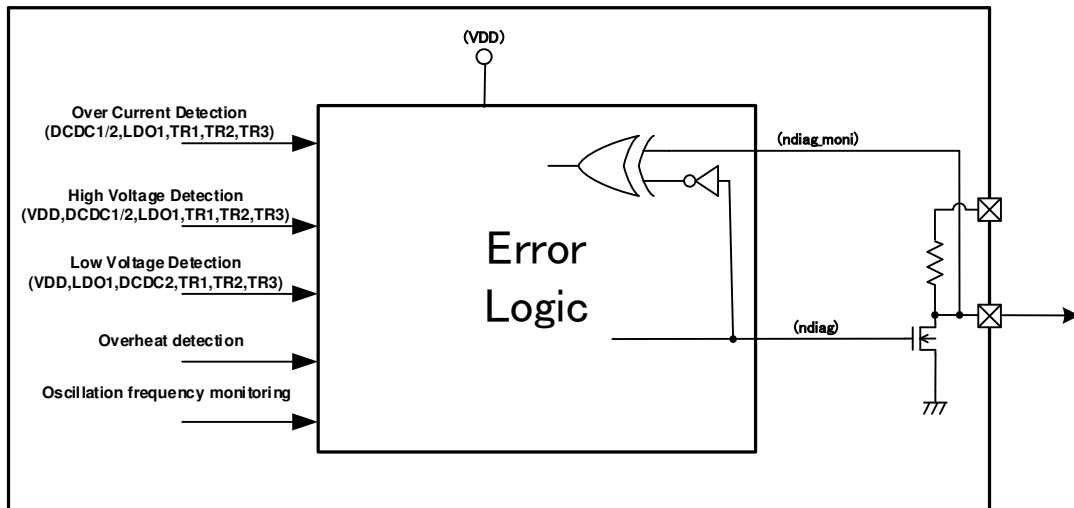 (VDD)
Over Current Detection
(DCDC1/2,LDO1,TR1,TR2,TR3)
(ndiag_moni)
High Voltage Detection
(VDD,DCDC1/2,LDO1,TR1,TR2,TR3)
Low Voltage Detection
(VDD,LDO1,DCDC2,TR1,TR2,TR3)
Error
Logic
Overheat detection
(ndiag)
Oscillation frequency monitoring